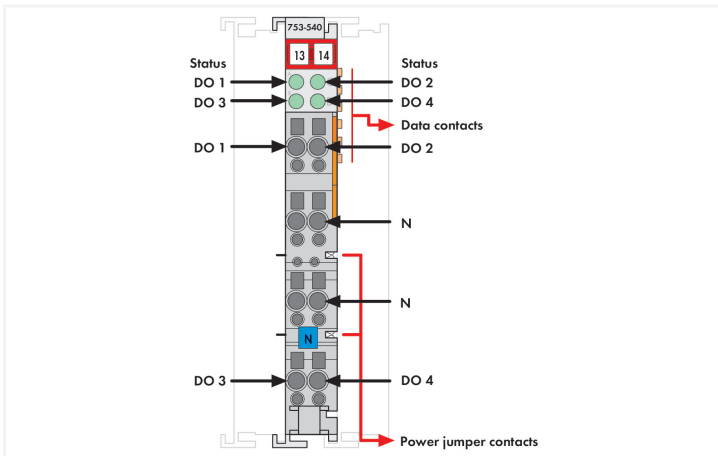 753-540
13 14
Status Status
DO 1 DO 2
DO 3 DO 4
Data contacts
DO 1 DO 2
N
N
N
DO 3 DO 4
Power jumper contacts